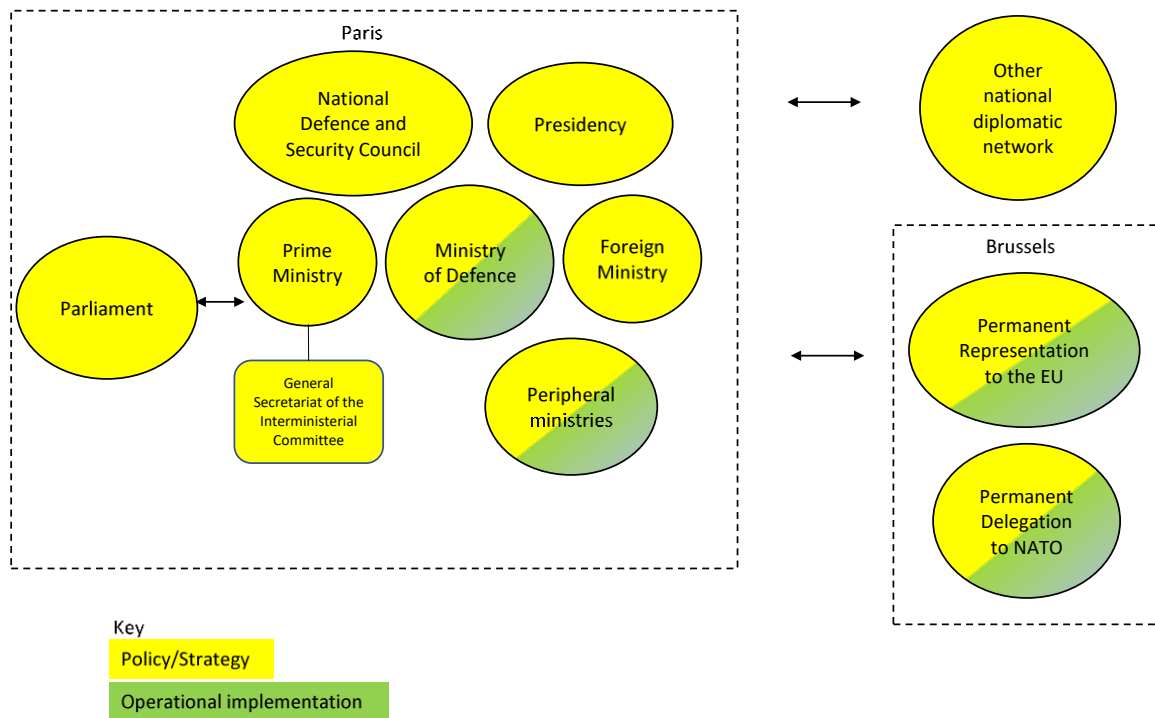 Paris
National
Defence and
Security Council
Presidency
Other
national
diplomatic
network
Parliament
Prime
Ministry
Ministry
of Defence
Foreign
Ministry
General
Secretariat of the
Interministerial
Committee
Peripheral
ministries
Brussels
Permanent
Representation
to the EU
Permanent
Delegation
to NATO
Key
Policy/Strategy
Operational implementation